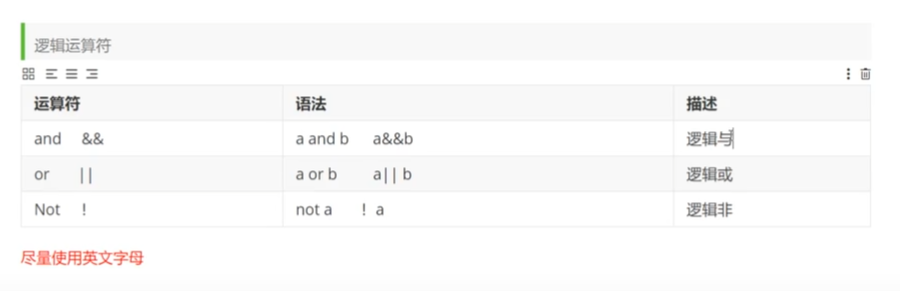 逻辑运算符
运算符 语法 描述
and && a and b a&&b 逻辑与
or || a or b a|| b 逻辑或
Not ! not a ! a 逻辑非
尽量使用英文字母